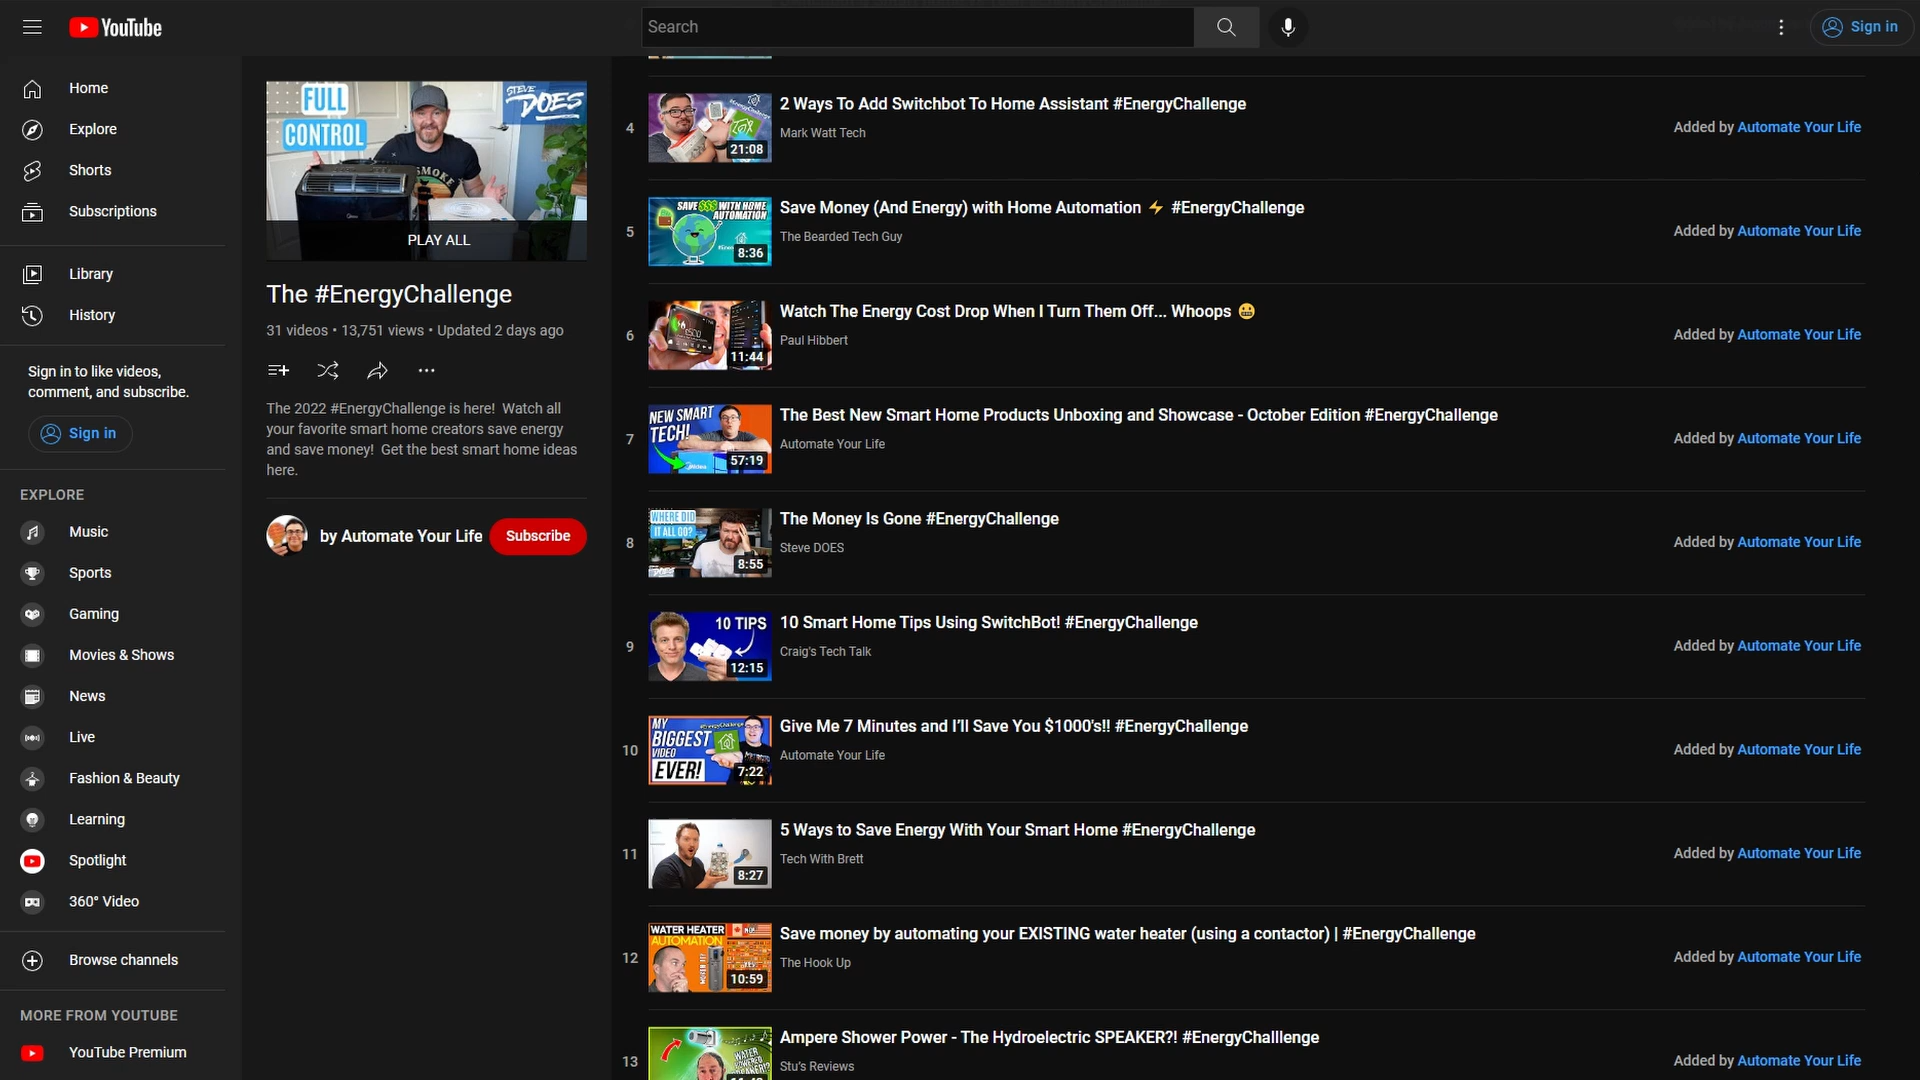 YouTube
Search
Sign in
Home
Explore
Shorts
Subscriptions
Library
History
Sign in to like videos,
comment, and subscribe.
Sign in
EXPLORE
Music
Sports
Gaming
Movies & Shows
News
Live
Fashion & Beauty
Learning
Spotlight
360° Video
Browse channels
MORE FROM YOUTUBE
YouTube Premium
FULL
CONTROL
STEVE
DOES
SMOKE
PLAY ALL
The #EnergyChallenge
31 videos • 13,751 views • Updated 2 days ago
The 2022 #EnergyChallenge is here!  Watch all
your favorite smart home creators save energy
and save money!  Get the best smart home ideas
here.
by Automate Your Life
Subscribe
4
21:08
2 Ways To Add Switchbot To Home Assistant #EnergyChallenge
Mark Watt Tech
Added by Automate Your Life
5
SAVE $$$ WITH HOME
AUTOMATION
8:36
Save Money (And Energy) with Home Automation ⚡ #EnergyChallenge
The Bearded Tech Guy
Added by Automate Your Life
6
11:44
Watch The Energy Cost Drop When I Turn Them Off... Whoops 😬
Paul Hibbert
Added by Automate Your Life
7
NEW SMART
TECH!
57:19
The Best New Smart Home Products Unboxing and Showcase - October Edition #EnergyChallenge
Automate Your Life
Added by Automate Your Life
8
WHERE DID
IT ALL GO?
DOES
8:55
The Money Is Gone #EnergyChallenge
Steve DOES
Added by Automate Your Life
9
10 TIPS
12:15
10 Smart Home Tips Using SwitchBot! #EnergyChallenge
Craig's Tech Talk
Added by Automate Your Life
10
MY
BIGGEST
VIDEO
EVER!
7:22
Give Me 7 Minutes and I’ll Save You $1000's!! #EnergyChallenge
Automate Your Life
Added by Automate Your Life
11
8:27
5 Ways to Save Energy With Your Smart Home #EnergyChallenge
Tech With Brett
Added by Automate Your Life
12
WATER HEATER
AUTOMATION
10:59
Save money by automating your EXISTING water heater (using a contactor) | #EnergyChallenge
The Hook Up
Added by Automate Your Life
13
WATER
POWERED
SPEAKER!?
Ampere Shower Power - The Hydroelectric SPEAKER?! #EnergyChalllenge
Stu's Reviews
Added by Automate Your Life